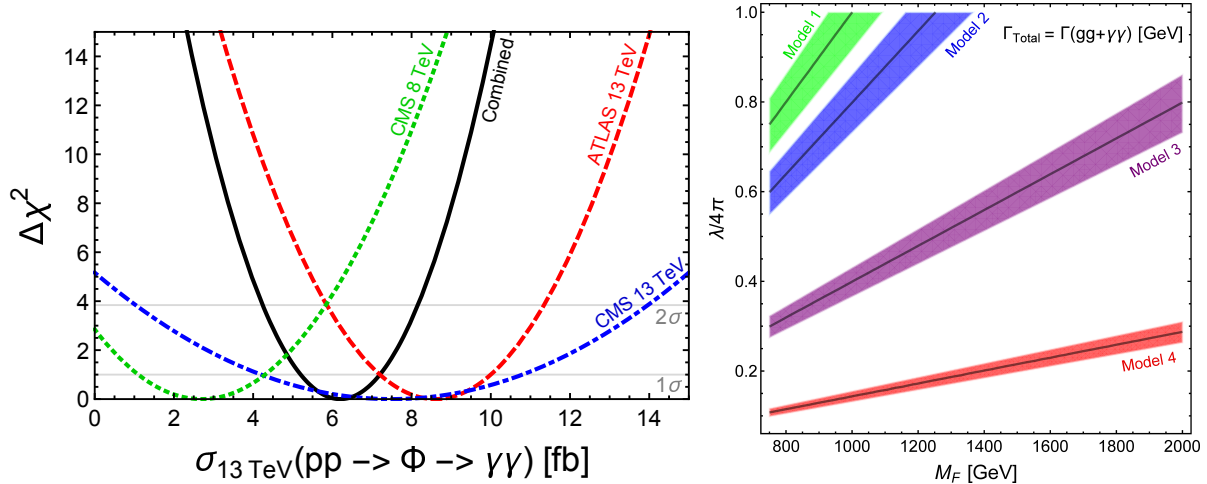 Δχ²
14
12
10
8
6
4
2
0
0
2
4
6
8
10
12
14
CMS 8 TeV
Combined
ATLAS 13 TeV
CMS 13 TeV
2σ
1σ
σ13 TeV(pp −> Φ −> γγ) [fb]
λ/4π
1.0
0.8
0.6
0.4
0.2
800
1000
1200
1400
1600
1800
2000
Model 1
Model 2
ΓTotal = Γ(gg+γγ) [GeV]
Model 3
Model 4
MF [GeV]